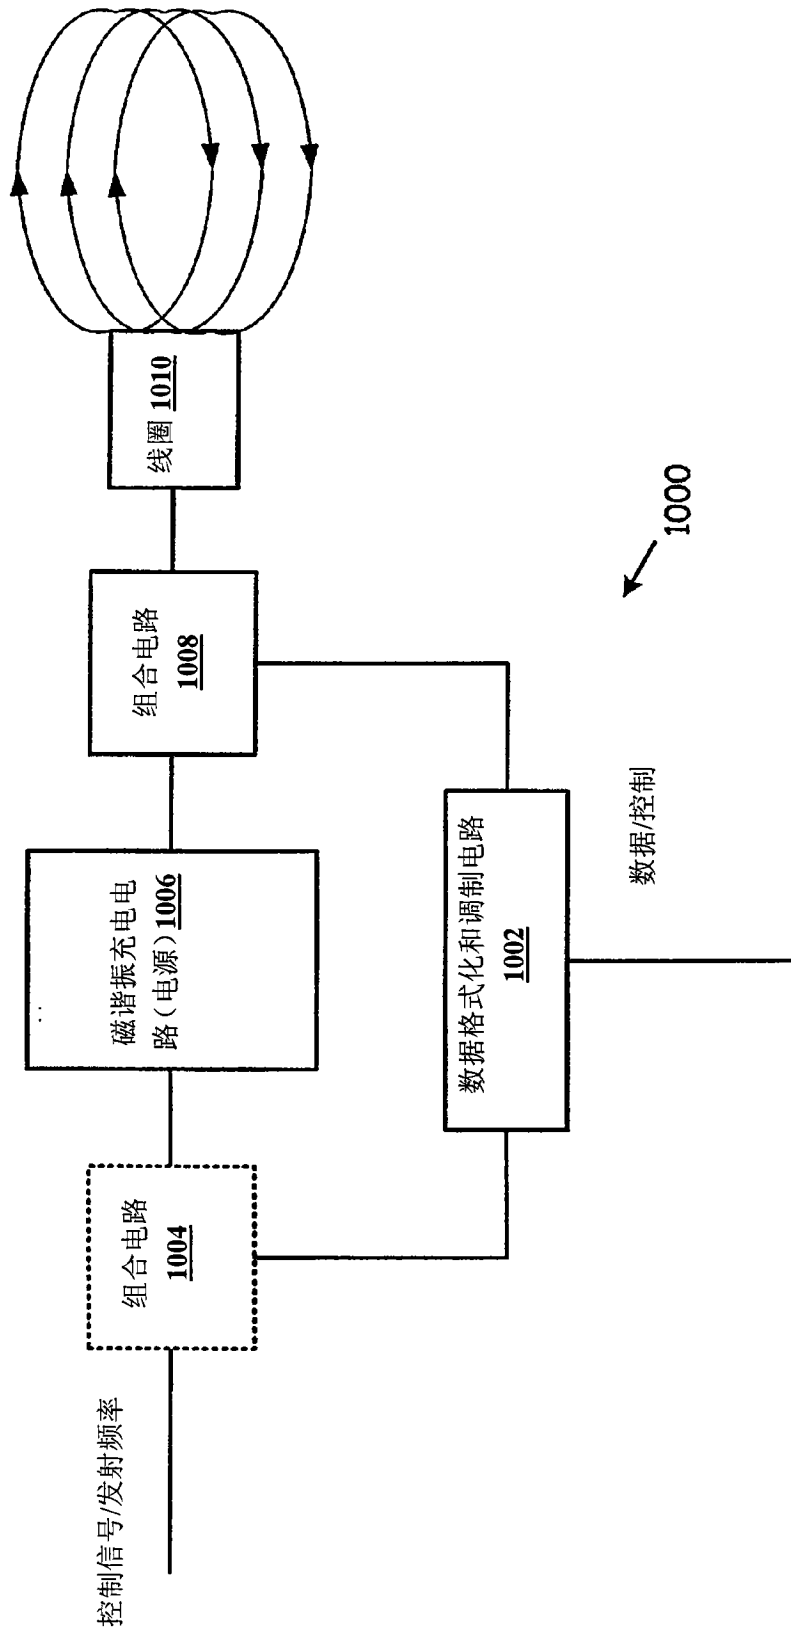 控制信号/发射频率
组合电路
1004
磁谐振充电电
路(电源)1006
组合电路
1008
线圈 1010
数据格式化和调制电路
1002
数据/控制
1000